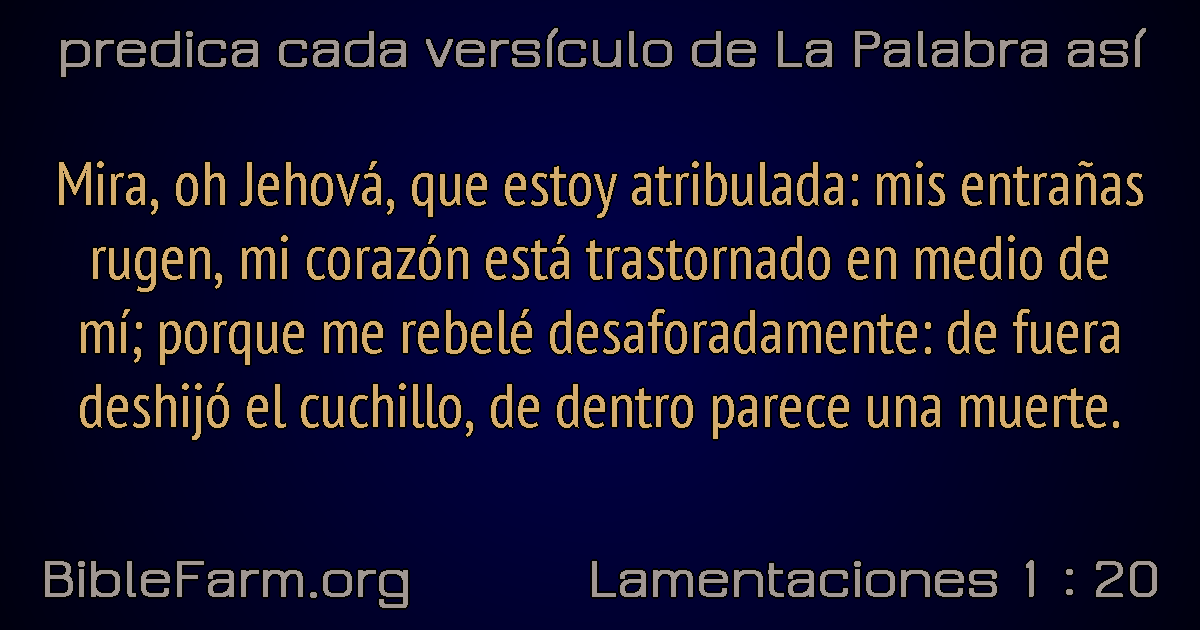 predica cada versículo de La Palabra así
Mira, oh Jehová, que estoy atribulada: mis entrañas
rugen, mi corazón está trastornado en medio de
mí; porque me rebelé desaforadamente: de fuera
deshijó el cuchillo, de dentro parece una muerte.
BibleFarm.org
Lamentaciones 1 : 20